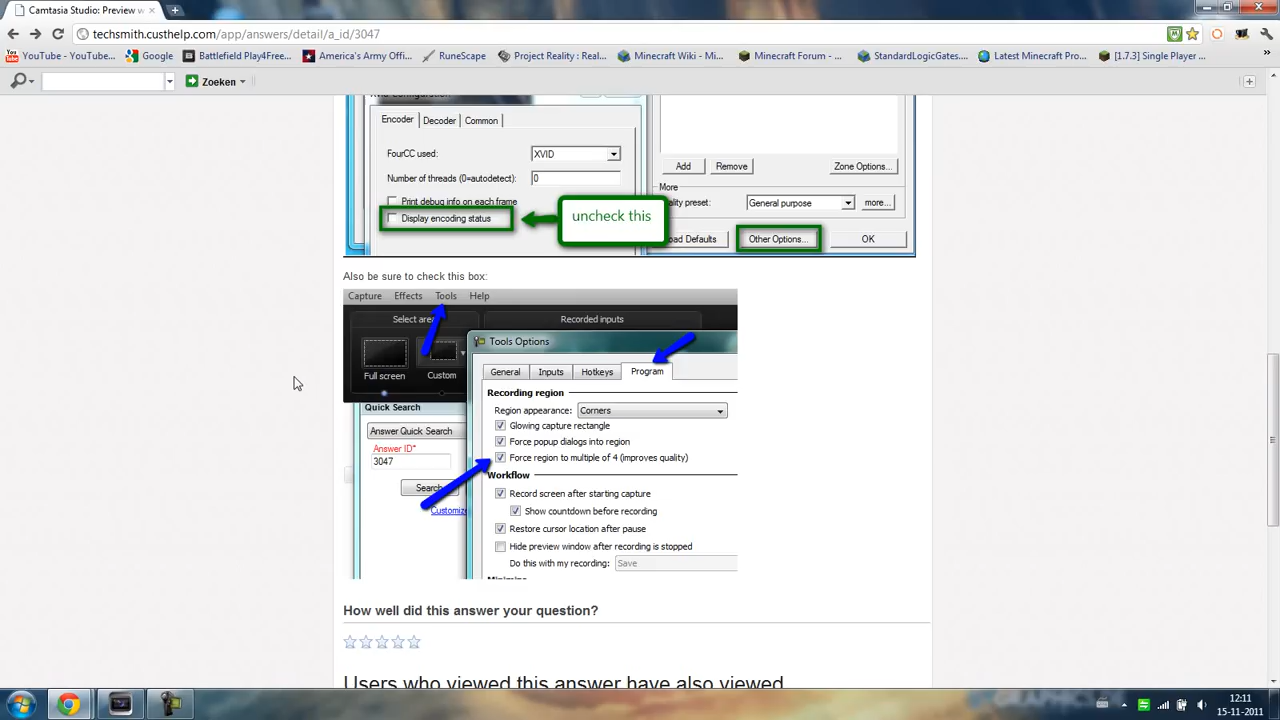 Camtasia Studio: Preview w
techsmith.custhelp.com/app/answers/detail/a_id/3047
YouTube - YouTube... Google Battlefield Play4Free... America's Army Offi... RuneScape Project Reality : Real... Minecraft Wiki - Mi... Minecraft Forum -... StandardLogicGates... Latest Minecraft Pro... [1.7.3] Single Player ...
Zoeken
Encoder Decoder Common
FourCC used: XVID
Number of threads (0=autodetect): 0
Print debug info on each frame
Display encoding status
uncheck this
Add Remove Zone Options...
More
ality preset: General purpose more...
oad Defaults Other Options... OK
Also be sure to check this box:
Capture Effects Tools Help
Select area Recorded inputs
Full screen Custom
Tools Options
General Inputs Hotkeys Program
Recording region
Region appearance: Corners
Glowing capture rectangle
Force popup dialogs into region
Force region to multiple of 4 (improves quality)
Workflow
Record screen after starting capture
Show countdown before recording
Restore cursor location after pause
Hide preview window after recording is stopped
Do this with my recording: Save
Quick Search
Answer Quick Search
Answer ID*
3047
Search
Customize
How well did this answer your question?
Users who viewed this answer have also viewed
12:11
15-11-2011